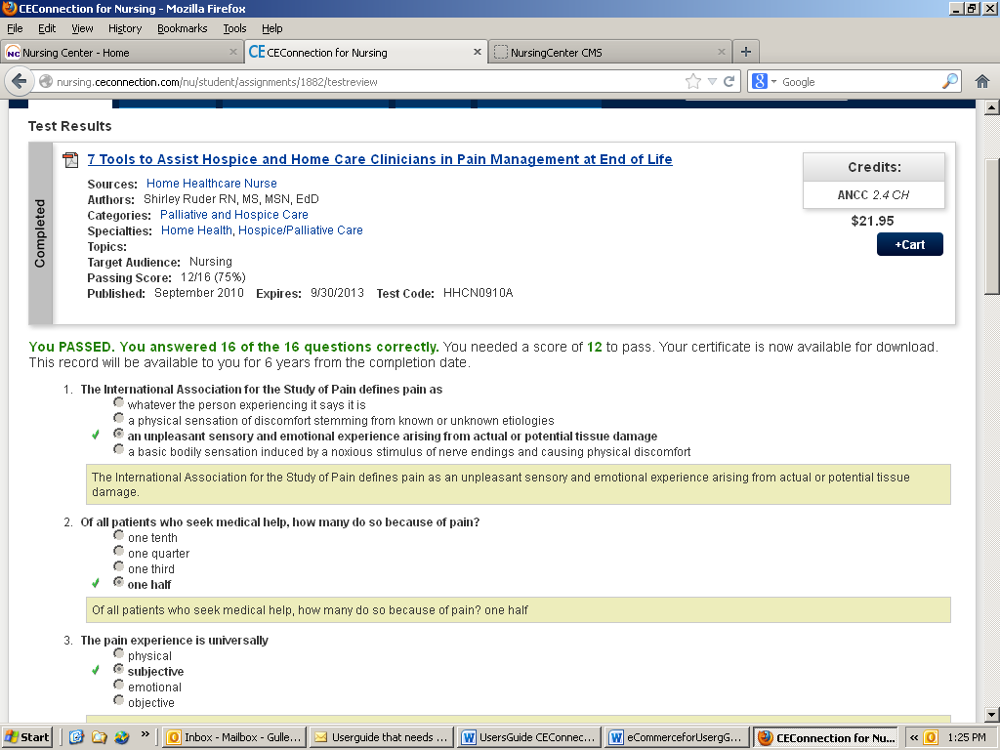 CEConnection for Nursing - Mozilla Firefox
File Edit View History Bookmarks Tools Help
NC Nursing Center - Home
CE CEConnection for Nursing
NursingCenter CMS
nursing.ceconnection.com/nu/student/assignments/1882/testreview
Google
Test Results
Completed
7 Tools to Assist Hospice and Home Care Clinicians in Pain Management at End of Life
Sources: Home Healthcare Nurse
Authors: Shirley Ruder RN, MS, MSN, EdD
Categories: Palliative and Hospice Care
Specialties: Home Health, Hospice/Palliative Care
Topics:
Target Audience: Nursing
Passing Score: 12/16 (75%)
Published: September 2010 Expires: 9/30/2013 Test Code: HHCN0910A
Credits:
ANCC 2.4 CH
$21.95
+Cart
You PASSED. You answered 16 of the 16 questions correctly. You needed a score of 12 to pass. Your certificate is now available for download.
This record will be available to you for 6 years from the completion date.
1. The International Association for the Study of Pain defines pain as
whatever the person experiencing it says it is
a physical sensation of discomfort stemming from known or unknown etiologies
an unpleasant sensory and emotional experience arising from actual or potential tissue damage
a basic bodily sensation induced by a noxious stimulus of nerve endings and causing physical discomfort
The International Association for the Study of Pain defines pain as an unpleasant sensory and emotional experience arising from actual or potential tissue
damage.
2. Of all patients who seek medical help, how many do so because of pain?
one tenth
one quarter
one third
one half
Of all patients who seek medical help, how many do so because of pain? one half
3. The pain experience is universally
physical
subjective
emotional
objective
Start
Inbox - Mailbox - Gulle...
Userguide that needs ...
UsersGuide CEConnec...
eCommerceforUsergG...
CEConnection for Nu...
1:25 PM